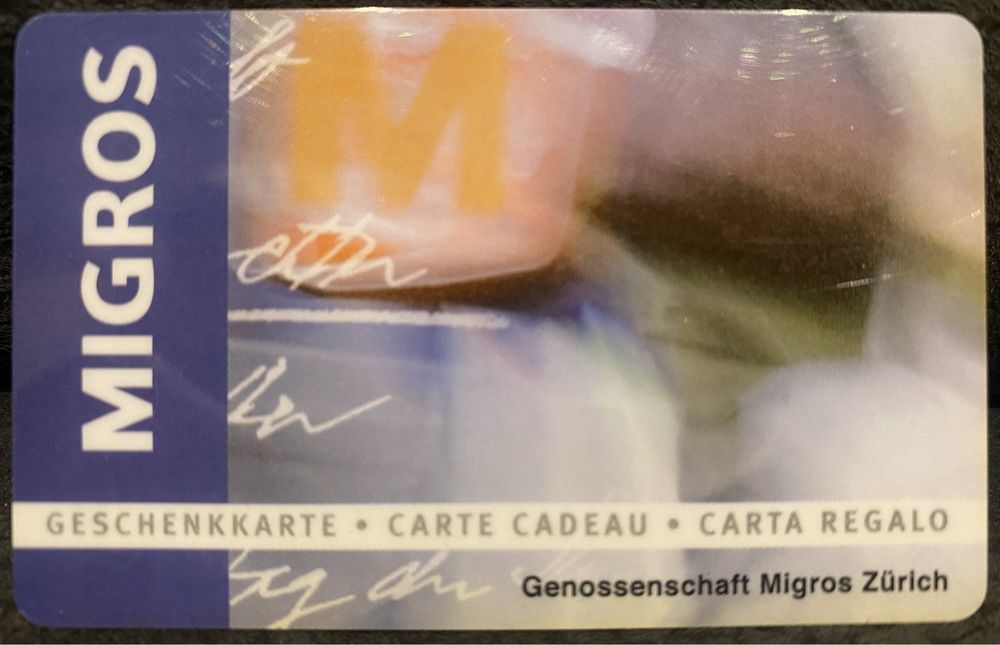 MIGROS
M
GESCHENKKARTE • CARTE CADEAU • CARTA REGALO
Genossenschaft Migros Zürich